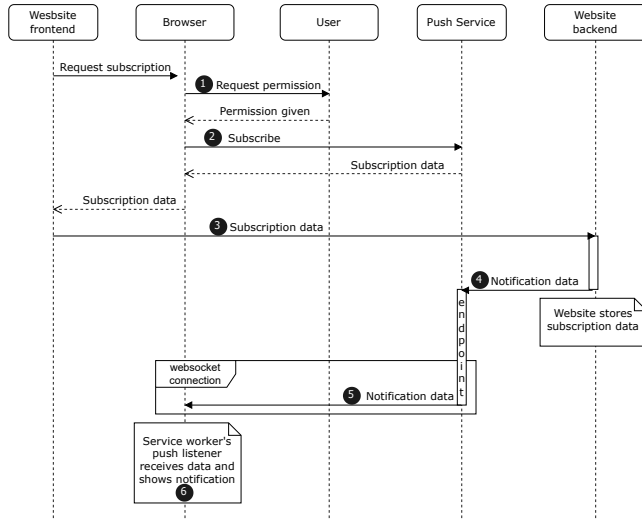 Wesbsite
frontend
Browser
User
Push Service
Website
backend
Request subscription
1 Request permission
Permission given
2 Subscribe
Subscription data
Subscription data
3 Subscription data
4 Notification data
endpoint
Website stores
subscription data
websocket
connection
5 Notification data
Service worker's
push listener
receives data and
shows notification
6